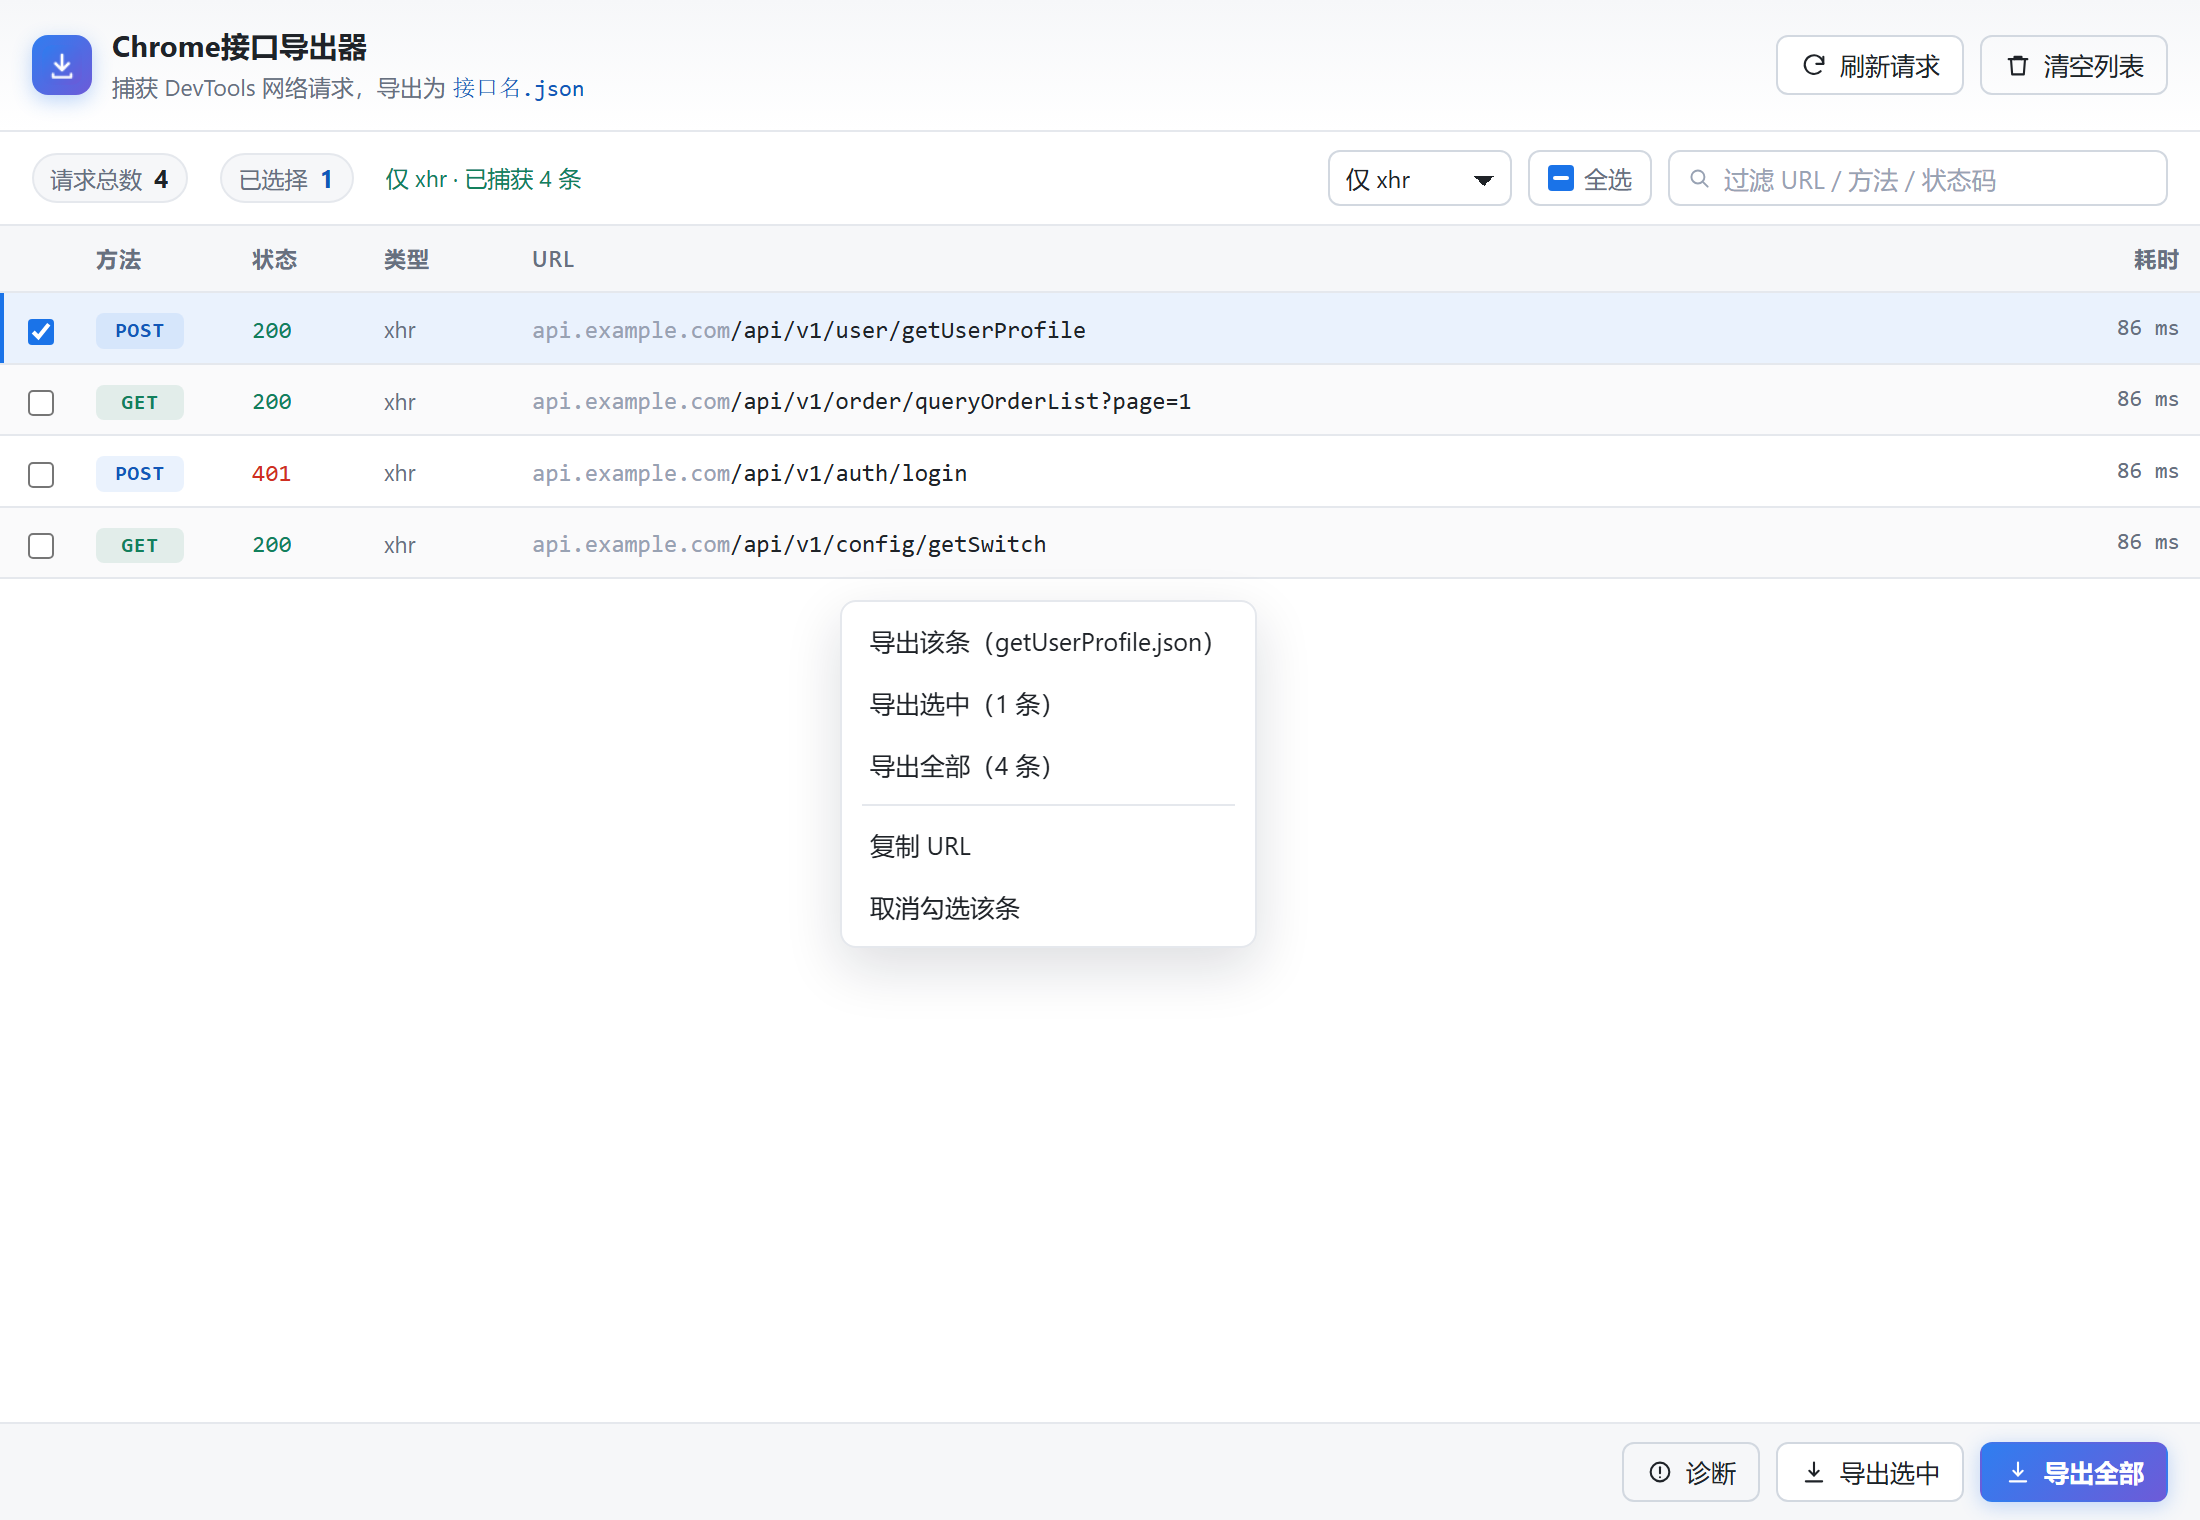 Chrome接口导出器
捕获 DevTools 网络请求，导出为 接口名.json
刷新请求
清空列表
请求总数 4
已选择 1
仅 xhr · 已捕获 4 条
仅 xhr
全选
过滤 URL / 方法 / 状态码
方法 状态 类型 URL 耗时
POST 200 xhr api.example.com/api/v1/user/getUserProfile 86 ms
GET 200 xhr api.example.com/api/v1/order/queryOrderList?page=1 86 ms
POST 401 xhr api.example.com/api/v1/auth/login 86 ms
GET 200 xhr api.example.com/api/v1/config/getSwitch 86 ms
导出该条（getUserProfile.json）
导出选中（1 条）
导出全部（4 条）
复制 URL
取消勾选该条
诊断
导出选中
导出全部